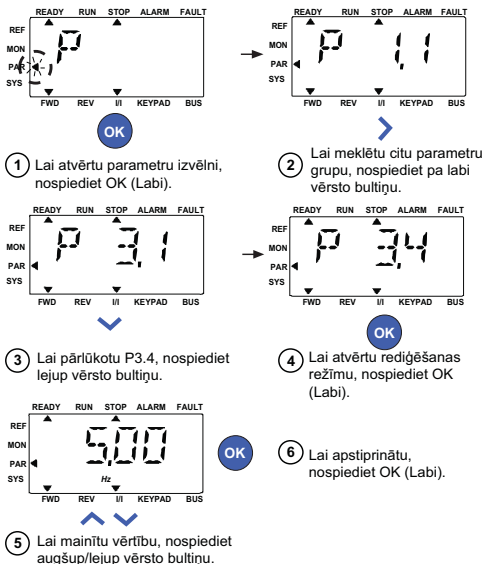 READY RUN STOP ALARM FAULT
REF
MON
PAR
SYS
P
FWD REV I/I KEYPAD BUS
OK
1 Lai atvērtu parametru izvēlni,
nospiediet OK (Labi).
READY RUN STOP ALARM FAULT
REF
MON
PAR
SYS
P 1,1
FWD REV I/I KEYPAD BUS
2 Lai meklētu citu parametru
grupu, nospiediet pa labi
vērsto bultiņu.
READY RUN STOP ALARM FAULT
REF
MON
PAR
SYS
P 3,1
FWD REV I/I KEYPAD BUS
3 Lai pārlūkotu P3.4, nospiediet
lejup vērsto bultiņu.
READY RUN STOP ALARM FAULT
REF
MON
PAR
SYS
P 3,4
FWD REV I/I KEYPAD BUS
OK
4 Lai atvērtu rediģēšanas
režīmu, nospiediet OK
(Labi).
READY RUN STOP ALARM FAULT
REF
MON
PAR
SYS
5,00
Hz
FWD REV I/I KEYPAD BUS
5 Lai mainītu vērtību, nospiediet
augšup/lejup vērsto bultiņu.
OK
6 Lai apstiprinātu,
nospiediet OK (Labi).